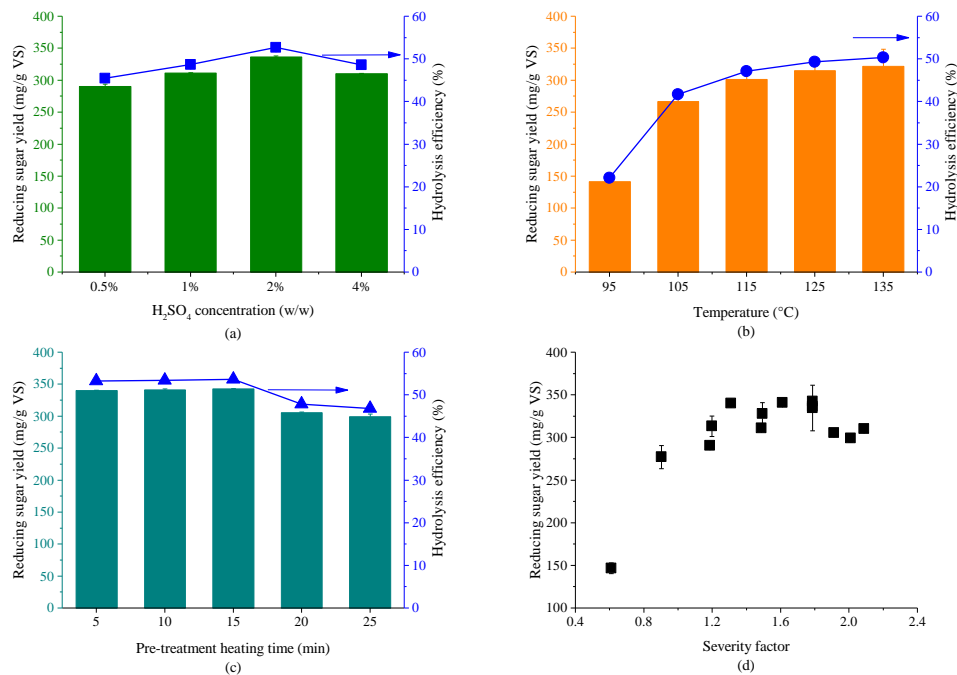 400
350
300
250
200
150
100
50
0
Reducing sugar yield (mg/g VS)
60
50
40
30
20
10
0
Hydrolysis efficiency (%)
0.5% 1% 2% 4%
H₂SO₄ concentration (w/w)
(a)
400
350
300
250
200
150
100
50
0
Reducing sugar yield (mg/g VS)
60
50
40
30
20
10
0
Hydrolysis efficiency (%)
95 105 115 125 135
Temperature (°C)
(b)
400
350
300
250
200
150
100
50
0
Reducing sugar yield (mg/g VS)
60
50
40
30
20
10
0
Hydrolysis efficiency (%)
5 10 15 20 25
Pre-treatment heating time (min)
(c)
400
350
300
250
200
150
100
Reducing sugar yield (mg/g VS)
0.4 0.8 1.2 1.6 2.0 2.4
Severity factor
(d)